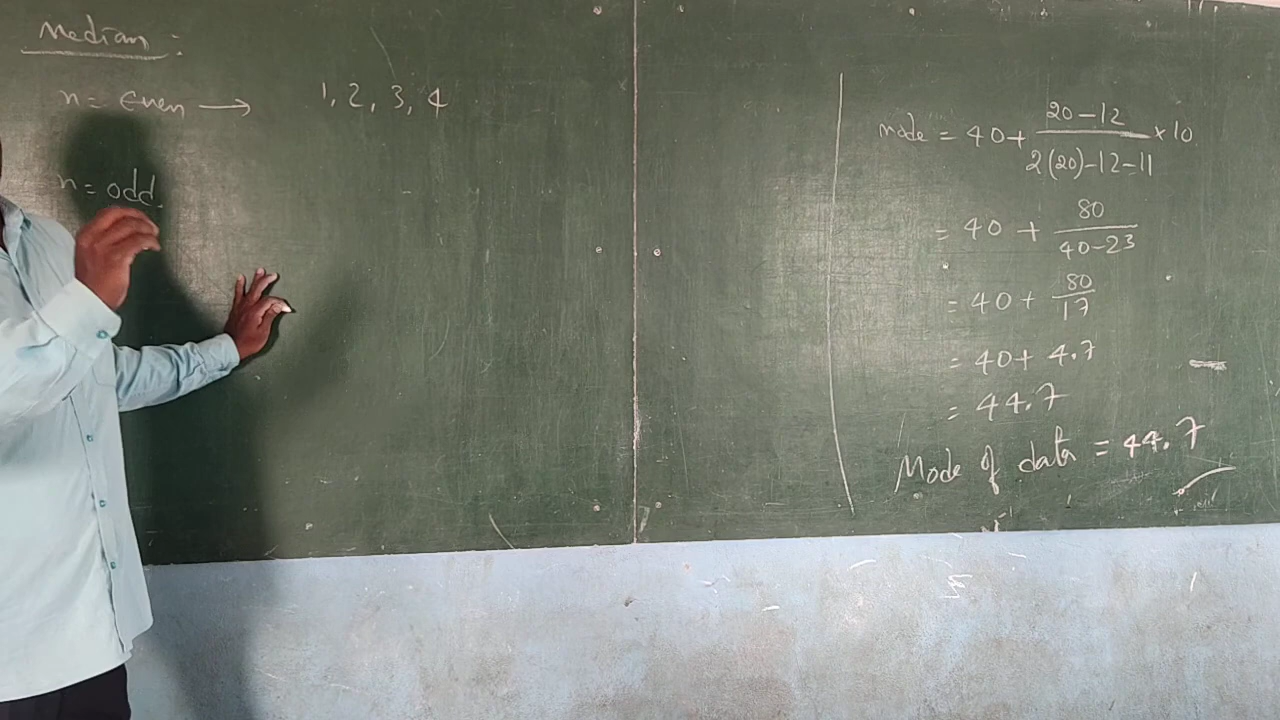 Median :
n = Even → 1, 2, 3, 4
n = odd.
mode = 40 + 20-12 / 2(20)-12-11 × 10
= 40 + 80 / 40-23
= 40 + 80 / 17
= 40 + 4.7
= 44.7
Mode of data = 44.7